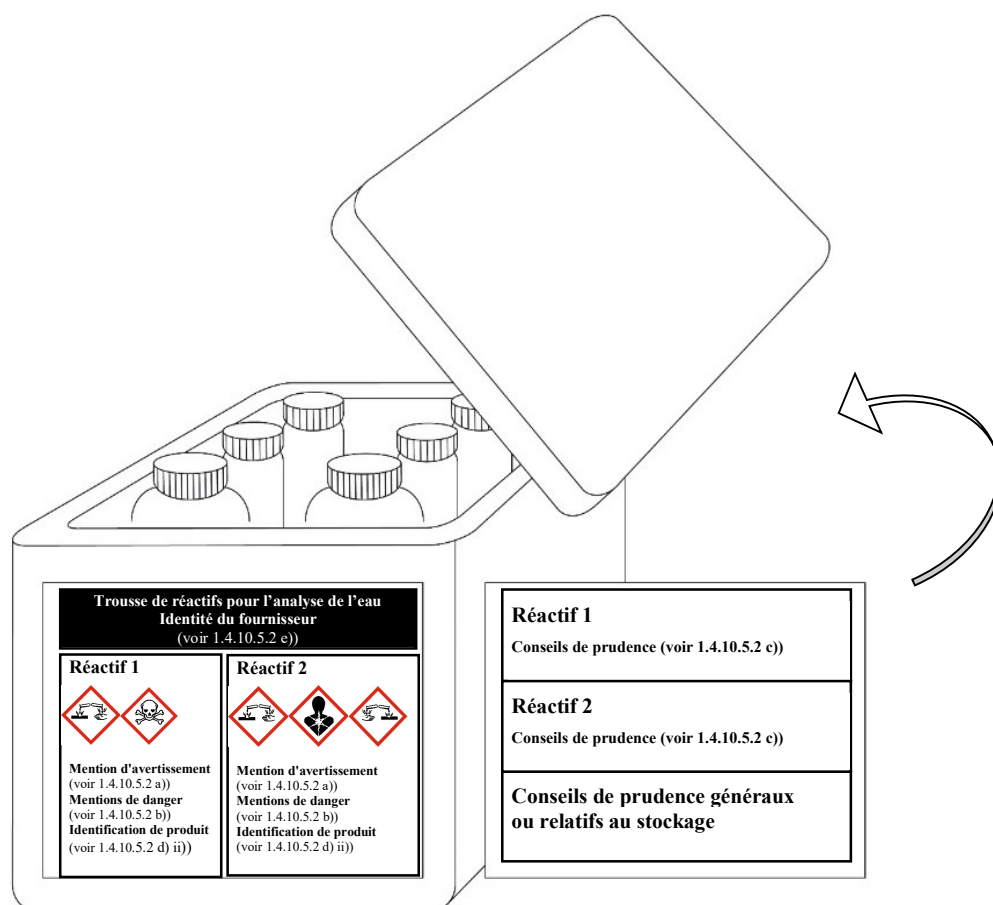 Trousse de réactifs pour l'analyse de l'eau
Identité du fournisseur
(voir 1.4.10.5.2 e))
Réactif 1
Mention d'avertissement
(voir 1.4.10.5.2 a))
Mentions de danger
(voir 1.4.10.5.2 b))
Identification de produit
(voir 1.4.10.5.2 d) ii))
Réactif 2
Mention d'avertissement
(voir 1.4.10.5.2 a))
Mentions de danger
(voir 1.4.10.5.2 b))
Identification de produit
(voir 1.4.10.5.2 d) ii))
Réactif 1
Conseils de prudence (voir 1.4.10.5.2 c))
Réactif 2
Conseils de prudence (voir 1.4.10.5.2 c))
Conseils de prudence généraux
ou relatifs au stockage